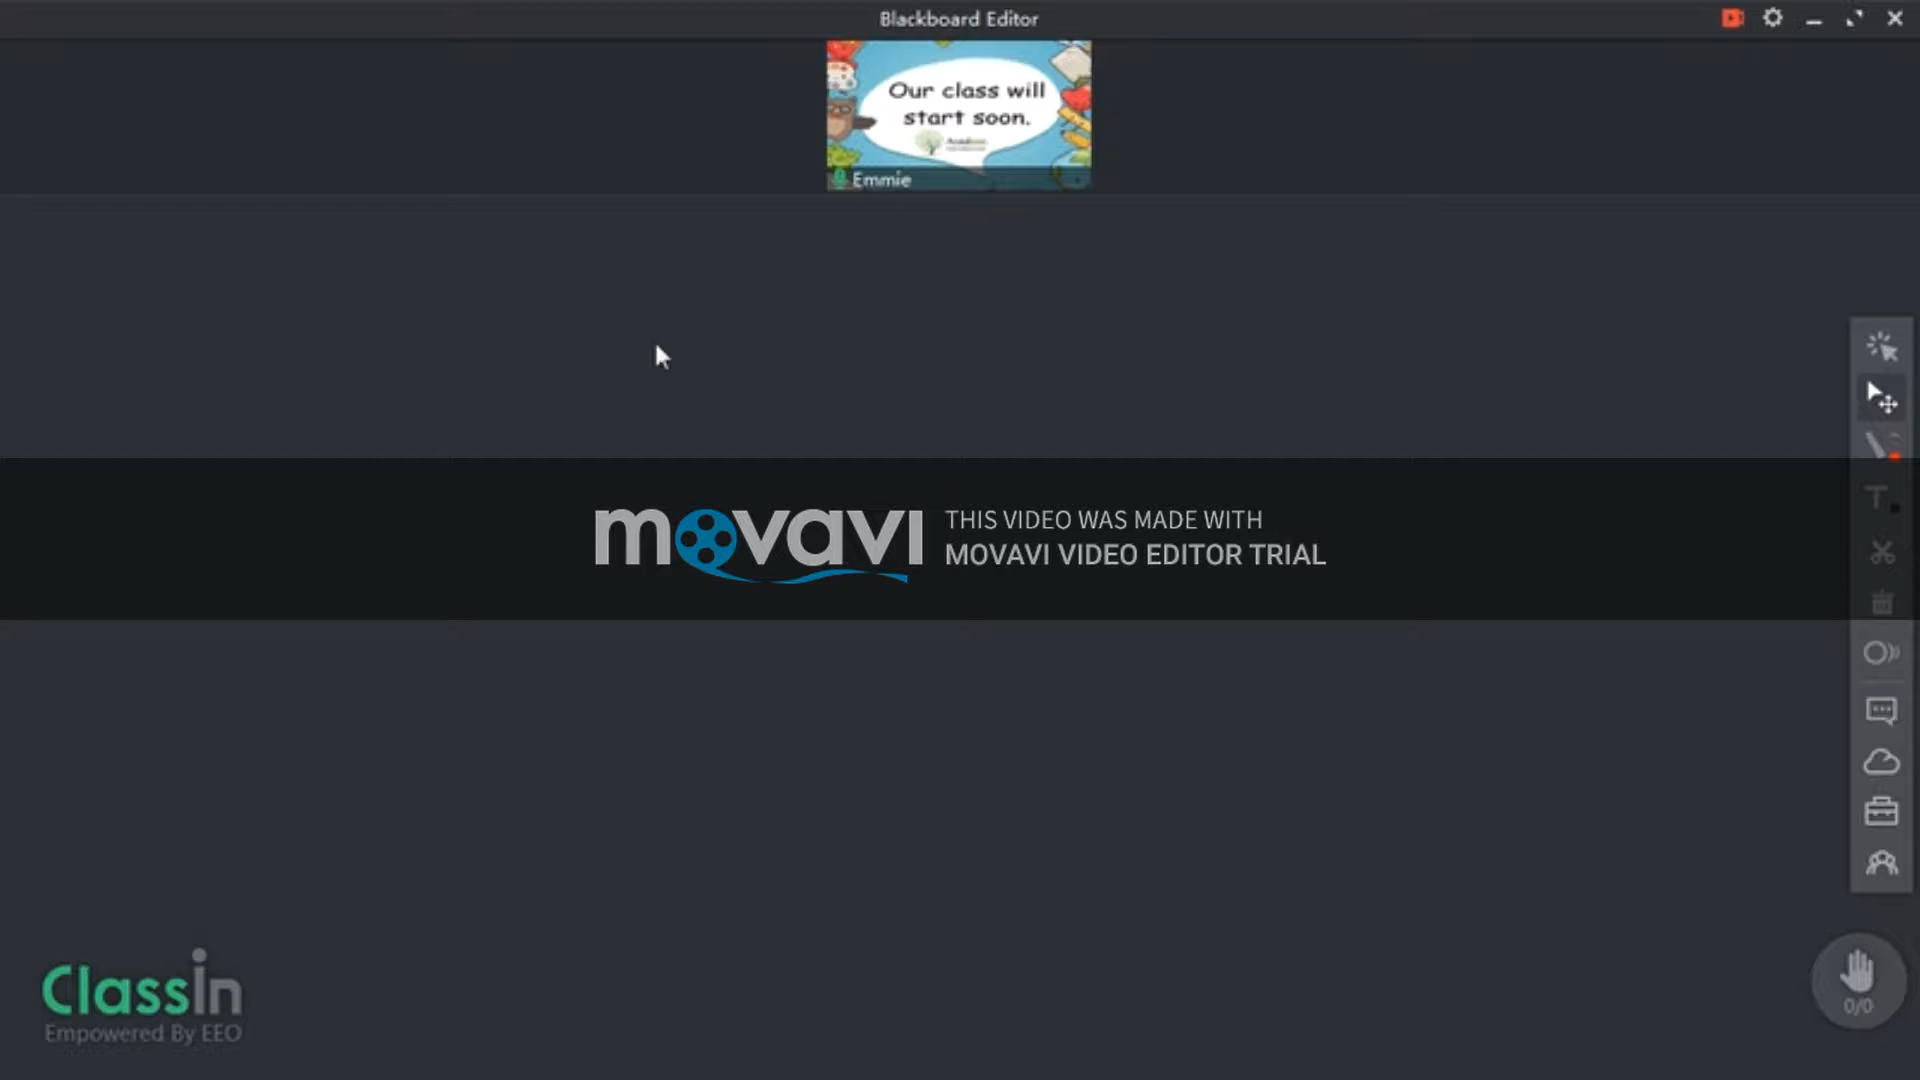 Blackboard Editor
Our class will
start soon.
Emmie
movavi
THIS VIDEO WAS MADE WITH
MOVAVI VIDEO EDITOR TRIAL
T
0/0
ClassIn
Empowered By EEO